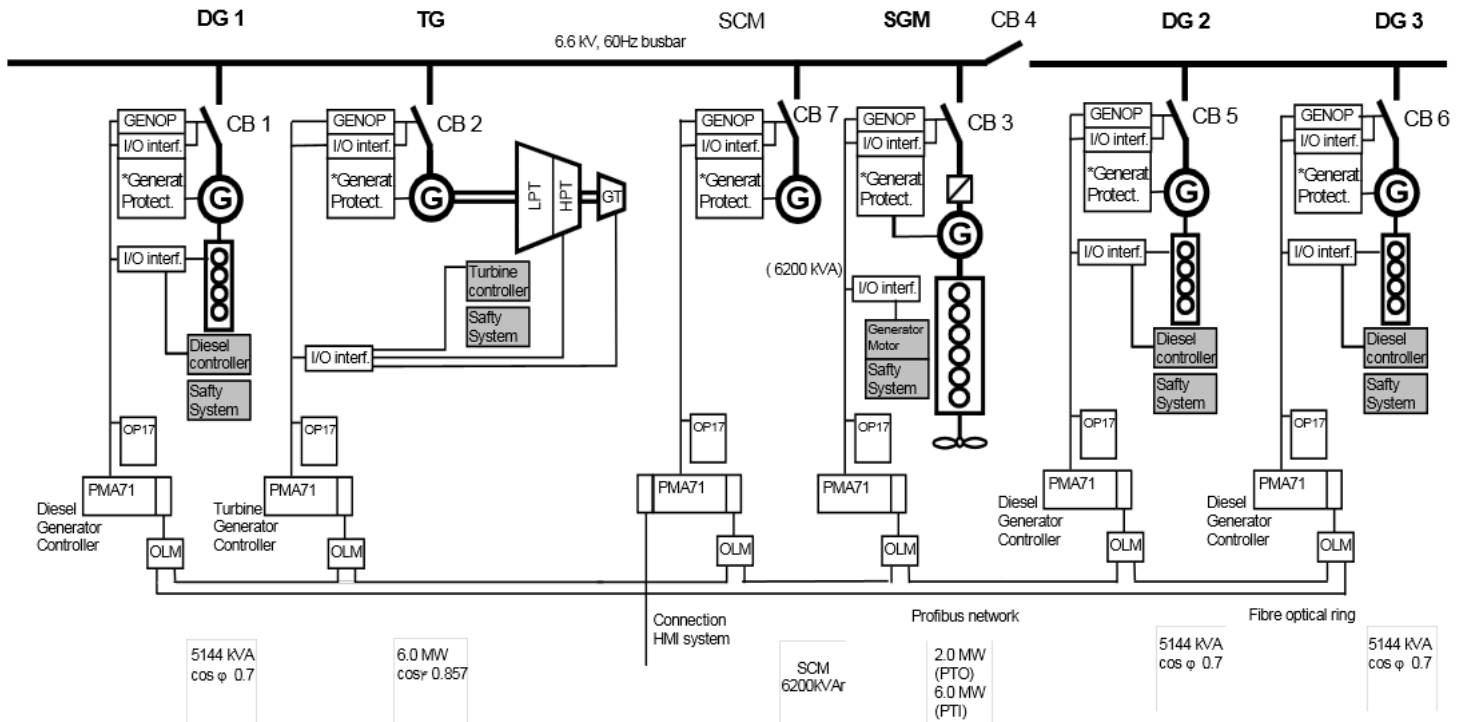 DG 1
TG
SCM
SGM
CB 4
DG 2
DG 3
6.6 kV, 60Hz busbar
GENOP
I/O interf.
*Generat.
Protect.
CB 1
G
I/O interf.
Diesel
controller
Safty
System
OP17
PMA71
Diesel
Generator
Controller
OLM
GENOP
I/O interf.
*Generat.
Protect.
CB 2
G
LPT
HPT
GT
Turbine
controller
Safty
System
I/O interf.
OP17
PMA71
Turbine
Generator
Controller
OLM
GENOP
I/O interf.
*Generat.
Protect.
CB 7
G
OP17
PMA71
OLM
GENOP
I/O interf.
*Generat.
Protect.
CB 3
G
( 6200 kVA)
I/O interf.
Generator
Motor
Safty
System
OP17
PMA71
OLM
GENOP
I/O interf.
*Generat.
Protect.
CB 5
G
I/O interf.
Diesel
controller
Safty
System
OP17
PMA71
Diesel
Generator
Controller
OLM
GENOP
I/O interf.
*Generat.
Protect.
CB 6
G
I/O interf.
Diesel
controller
Safty
System
OP17
PMA71
Diesel
Generator
Controller
OLM
Connection
HMI system
Profibus network
Fibre optical ring
5144 kVA
cos φ 0.7
6.0 MW
0.857
SCM
6200kVAr
2.0 MW
(PTO)
6.0 MW
(PTI)
5144 kVA
cos φ 0.7
5144 kVA
cos φ 0.7